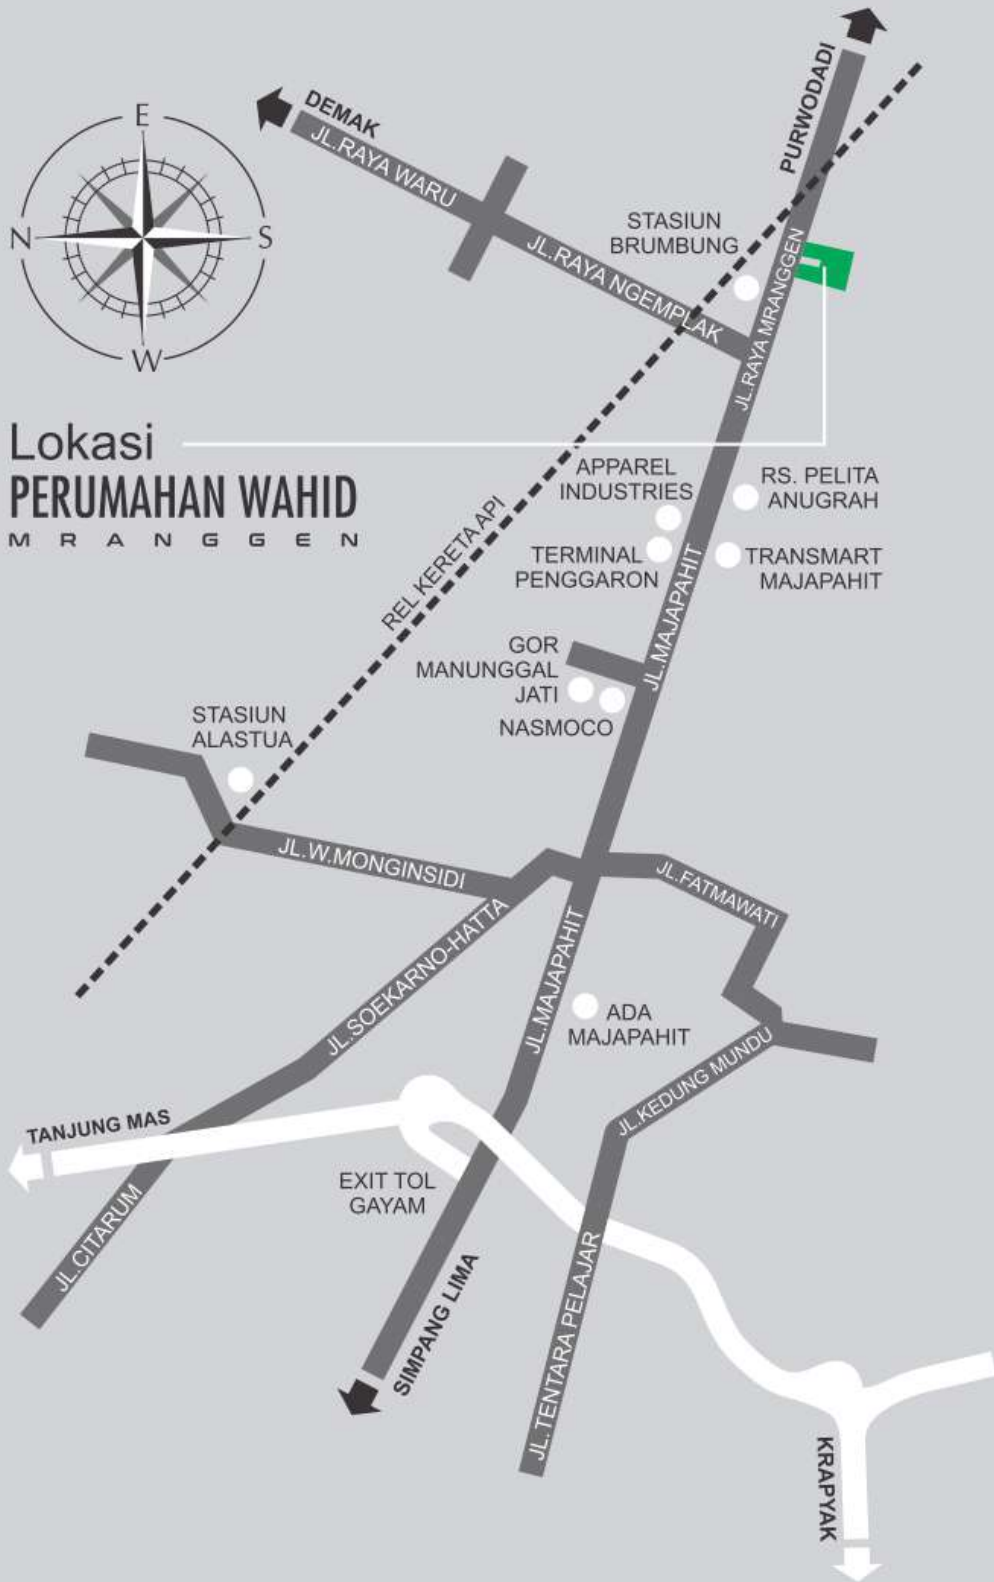 E
N
S
W
DEMAK
JL.RAYA WARU
PURWODADI
STASIUN
BRUMBUNG
JL.RAYA NGEMPLAK
JL.RAYA MRANGGEN
Lokasi
PERUMAHAN WAHID
MRANGGEN
APPAREL
INDUSTRIES
RS. PELITA
ANUGRAH
TERMINAL
PENGGARON
TRANSMART
MAJAPAHIT
REL KERETA API
JL.MAJAPAHIT
GOR
MANUNGGAL
JATI
NASMOCO
STASIUN
ALASTUA
JL.W.MONGINSIDI
JL.FATMAWATI
JL.SOEKARNO-HATTA
JL.MAJAPAHIT
ADA
MAJAPAHIT
JL.KEDUNG MUNDU
TANJUNG MAS
EXIT TOL
GAYAM
JL.CITARUM
SIMPANG LIMA
JL.TENTARA PELAJAR
KRAPYAK